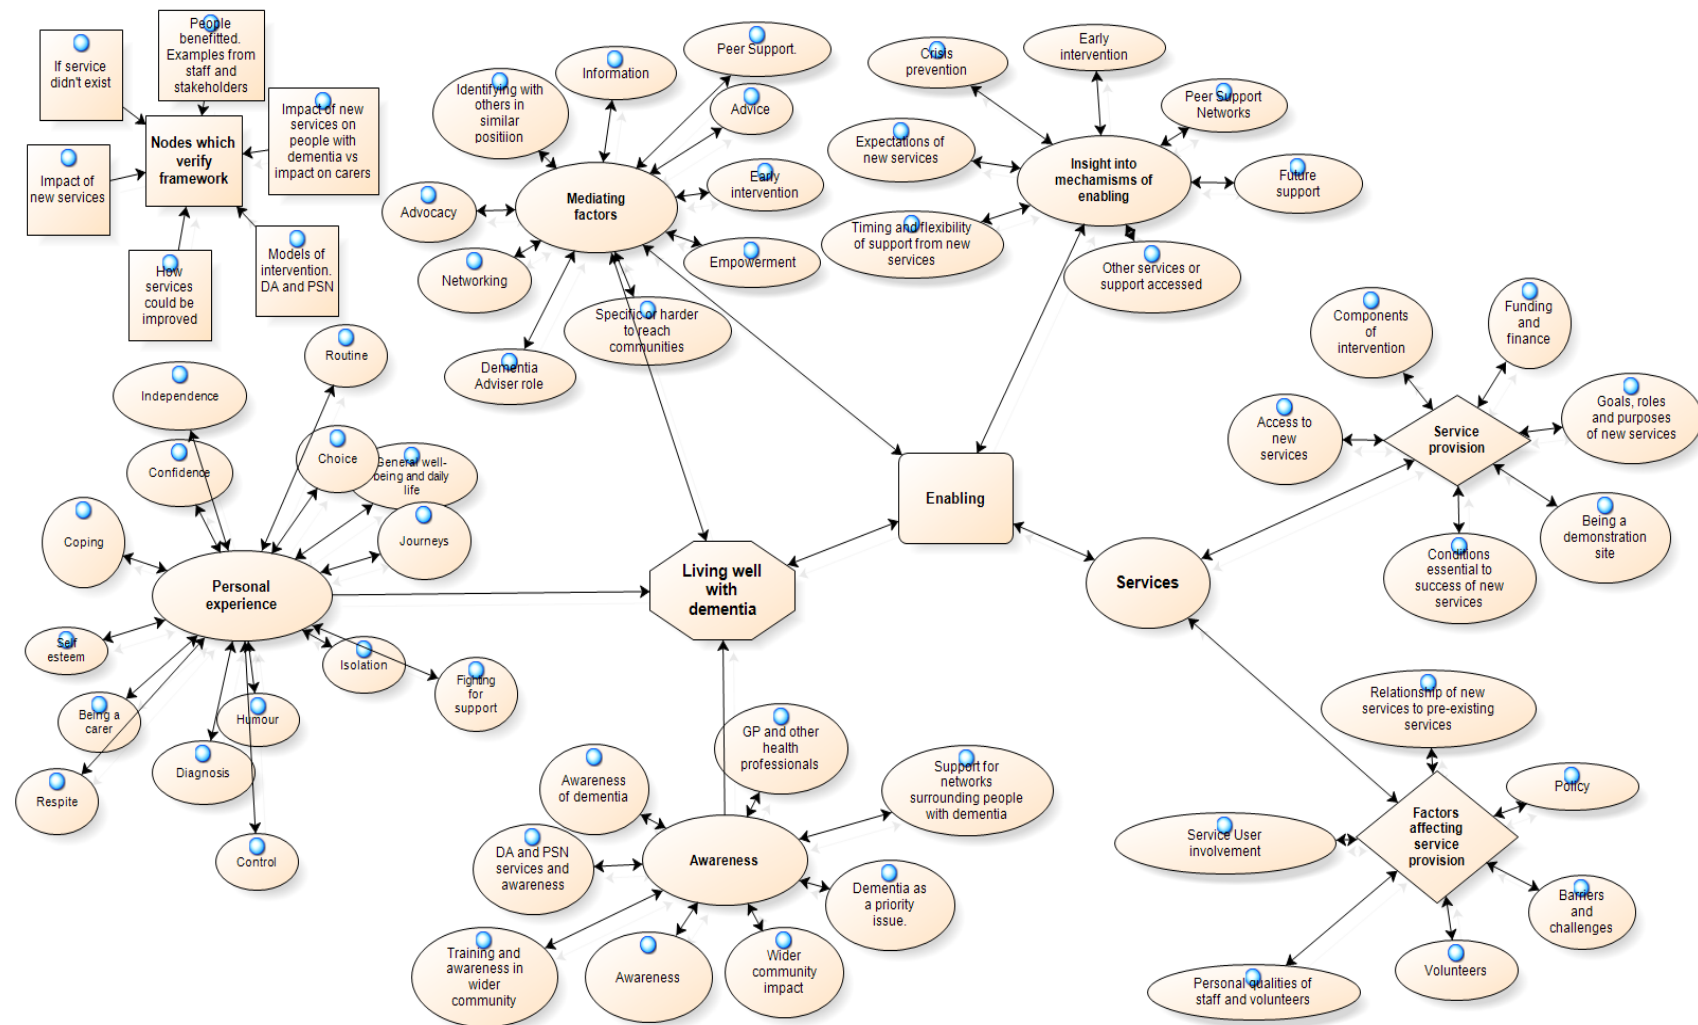 If service
didn't exist
People
benefitted.
Examples from
staff and
stakeholders
Impact of new
services on
people with
dementia vs
impact on carers
Nodes which
verify
framework
Impact of
new services
How
services
could be
improved
Models of
intervention.
DA and PSN
Identifying with
others in
similar
positiion
Information
Peer Support.
Advice
Early
intervention
Mediating
factors
Advocacy
Networking
Empowerment
Specific or harder
to reach
communities
Dementia
Adviser role
Crisis
prevention
Early
intervention
Peer Support
Networks
Expectations of
new services
Insight into
mechanisms of
enabling
Future
support
Timing and flexibility
of support from new
services
Other services or
support accessed
Components
of
intervention
Funding
and
finance
Goals, roles
and purposes
of new services
Access to
new
services
Service
provision
Being a
demonstration
site
Conditions
essential to
success of new
services
Routine
Independence
Confidence
Choice
General well-
being and daily
life
Coping
Journeys
Personal
experience
Self
esteem
Isolation
Fighting
for
support
Being a
carer
Humour
Diagnosis
Respite
Control
Enabling
Living well
with
dementia
Services
GP and other
health
professionals
Awareness
of dementia
Support for
networks
surrounding people
with dementia
DA and PSN
services and
awareness
Awareness
Dementia as
a priority
issue.
Training and
awareness in
wider
community
Awareness
Wider
community
impact
Relationship of new
services to pre-existing
services
Policy
Service User
involvement
Factors
affecting
service
provision
Barriers
and
challenges
Volunteers
Personal qualities of
staff and volunteers